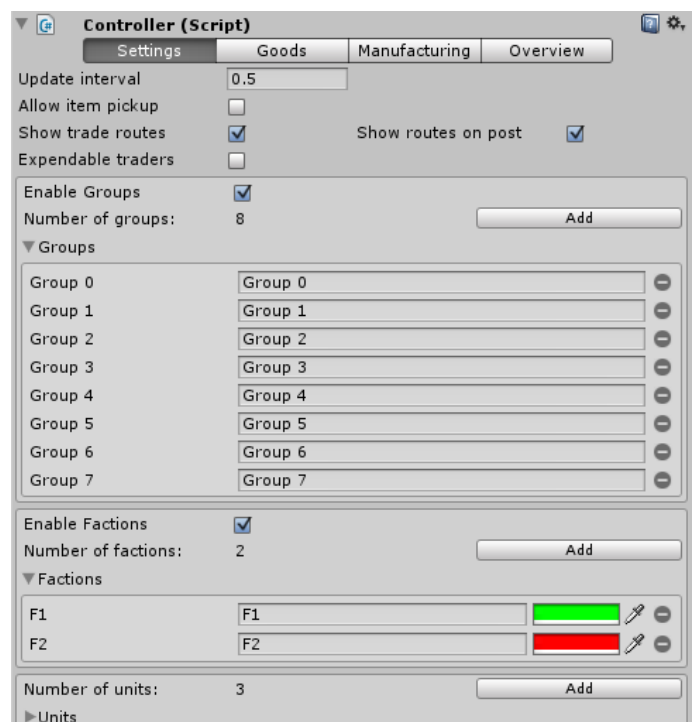 Controller (Script)
Settings Goods Manufacturing Overview
Update interval 0.5
Allow item pickup
Show trade routes Show routes on post
Expendable traders
Enable Groups
Number of groups: 8 Add
Groups
Group 0 Group 0
Group 1 Group 1
Group 2 Group 2
Group 3 Group 3
Group 4 Group 4
Group 5 Group 5
Group 6 Group 6
Group 7 Group 7
Enable Factions
Number of factions: 2 Add
Factions
F1 F1
F2 F2
Number of units: 3 Add
Units